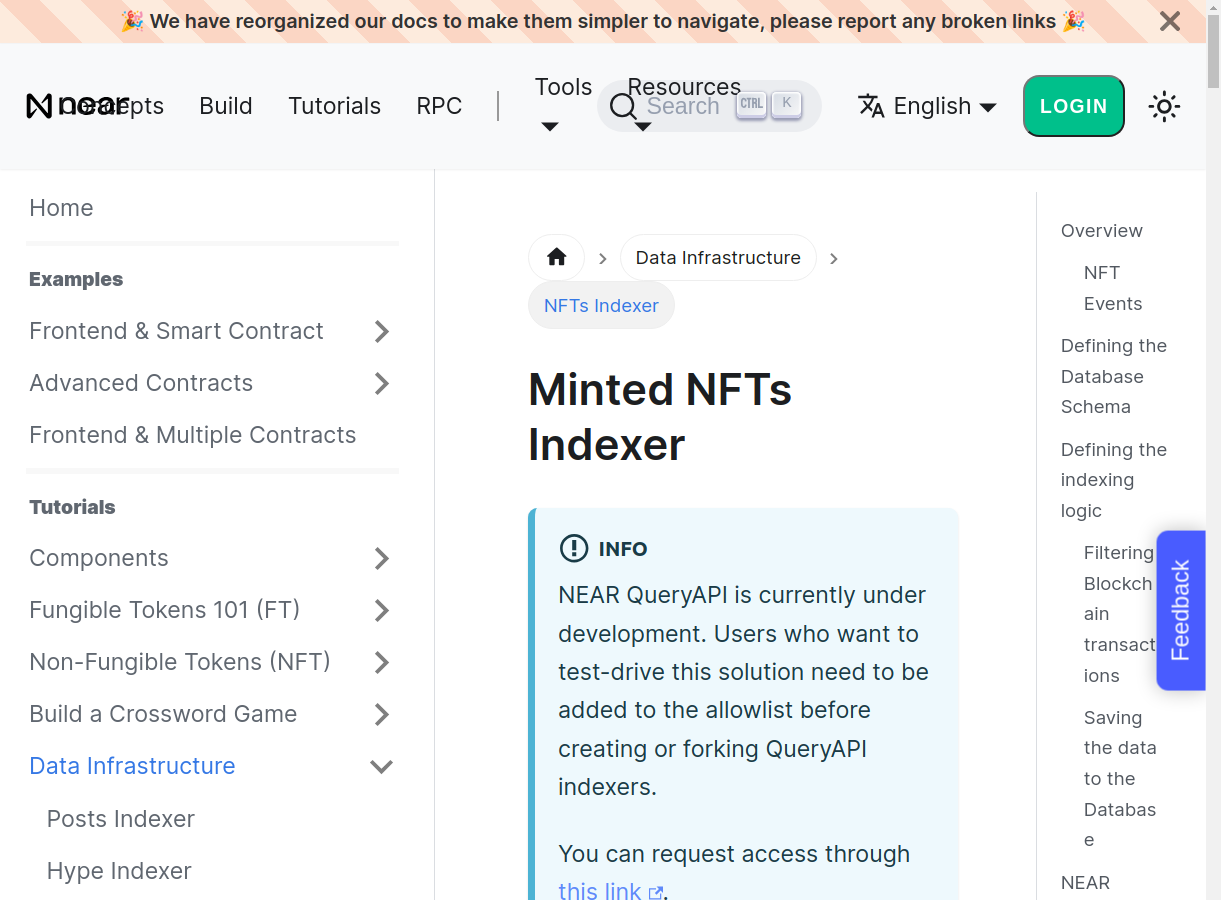 🎉 We have reorganized our docs to make them simpler to navigate, please report any broken links 🎉
near
Concepts
Build
Tutorials
RPC
Tools
Resources
Search
CTRL
K
English
LOGIN
Home
Examples
Frontend & Smart Contract
Advanced Contracts
Frontend & Multiple Contracts
Tutorials
Components
Fungible Tokens 101 (FT)
Non-Fungible Tokens (NFT)
Build a Crossword Game
Data Infrastructure
Posts Indexer
Hype Indexer
Data Infrastructure
NFTs Indexer
Minted NFTs
Indexer
INFO
NEAR QueryAPI is currently under
development. Users who want to
test-drive this solution need to be
added to the allowlist before
creating or forking QueryAPI
indexers.
You can request access through
this link.
Overview
NFT
Events
Defining the
Database
Schema
Defining the
indexing
logic
Filtering
Blockch
ain
transact
ions
Saving
the data
to the
Databas
e
NEAR
Feedback